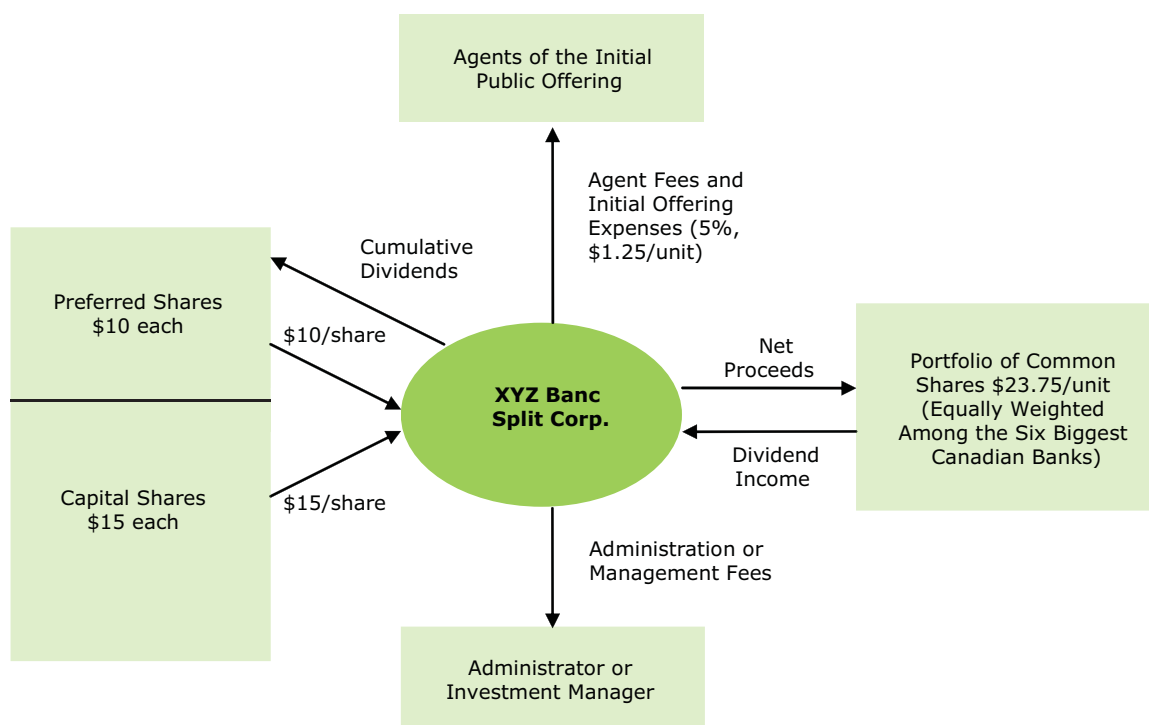 Agents of the Initial
Public Offering
Agent Fees and
Initial Offering
Expenses (5%,
$1.25/unit)
Cumulative
Dividends
Preferred Shares
$10 each
$10/share
XYZ Banc
Split Corp.
Net
Proceeds
Portfolio of Common
Shares $23.75/unit
(Equally Weighted
Among the Six Biggest
Canadian Banks)
Dividend
Income
Capital Shares
$15 each
$15/share
Administration or
Management Fees
Administrator or
Investment Manager